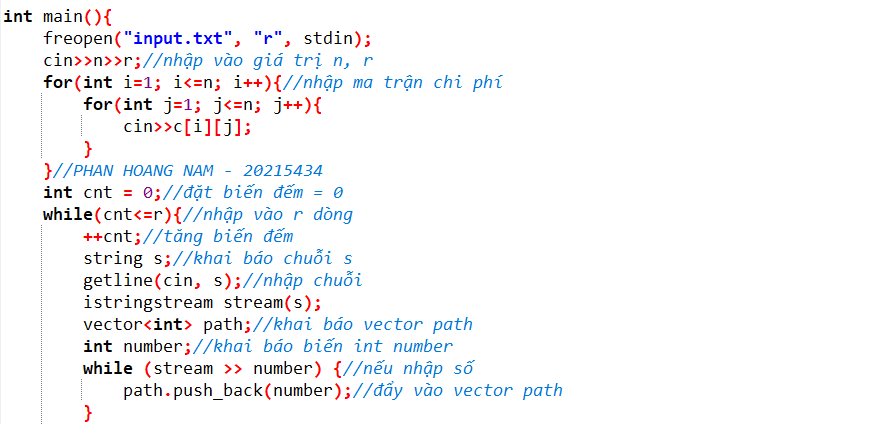 int main(){
    freopen("input.txt", "r", stdin);
    cin>>n>>r;//nhập vào giá trị n, r
    for(int i=1; i<=n; i++){//nhập ma trận chi phí
        for(int j=1; j<=n; j++){
            cin>>c[i][j];
        }
    }//PHAN HOANG NAM - 20215434
    int cnt = 0;//đặt biến đếm = 0
    while(cnt<=r){//nhập vào r dòng
        ++cnt;//tăng biến đếm
        string s;//khai báo chuỗi s
        getline(cin, s);//nhập chuỗi
        istringstream stream(s);
        vector<int> path;//khai báo vector path
        int number;//khai báo biến int number
        while (stream >> number) {//nếu nhập số
            path.push_back(number);//đẩy vào vector path
        }